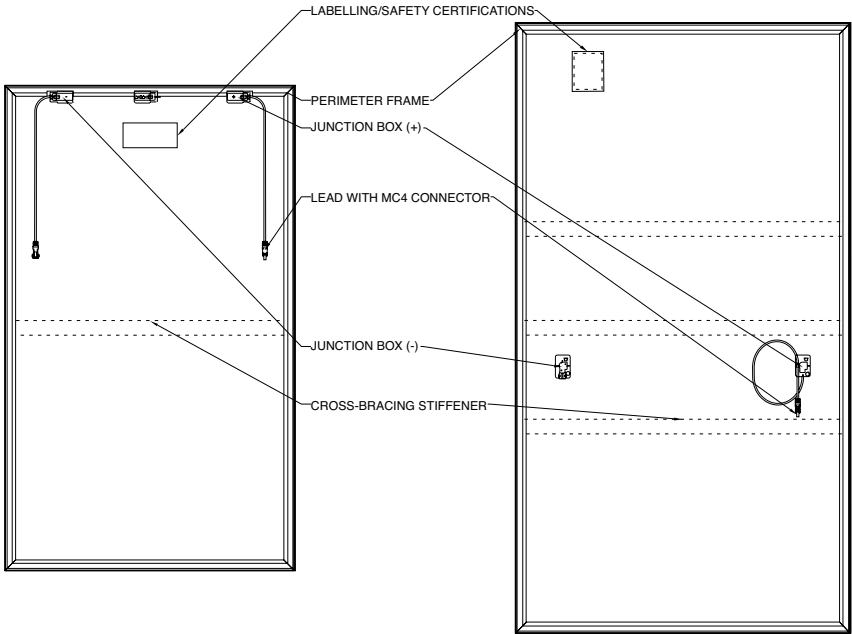 LABELLING/SAFETY CERTIFICATIONS
PERIMETER FRAME
JUNCTION BOX (+)
LEAD WITH MC4 CONNECTOR
JUNCTION BOX (-)
CROSS-BRACING STIFFENER